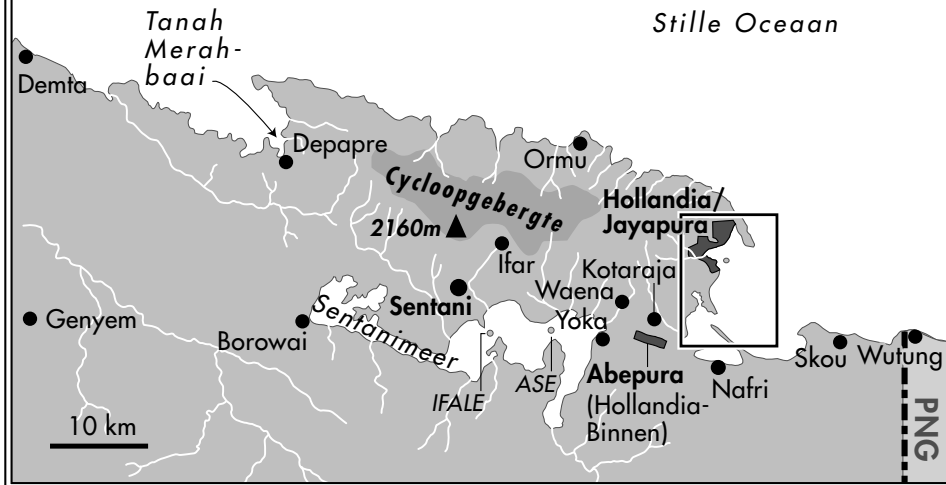 Stille Oceaan
Tanah
Merah-
baai
Demta
Depapre
Ormu
Cycloopgebergte
2160m
Hollandia/
Jayapura
Ifar
Kotaraja
Waena
Sentani
Yoka
Genyem
Borowai
Sentanimeer
IFALE
ASE
Abepura
(Hollandia-
Binnen)
Nafri
Skou
Wutung
PNG
10 km